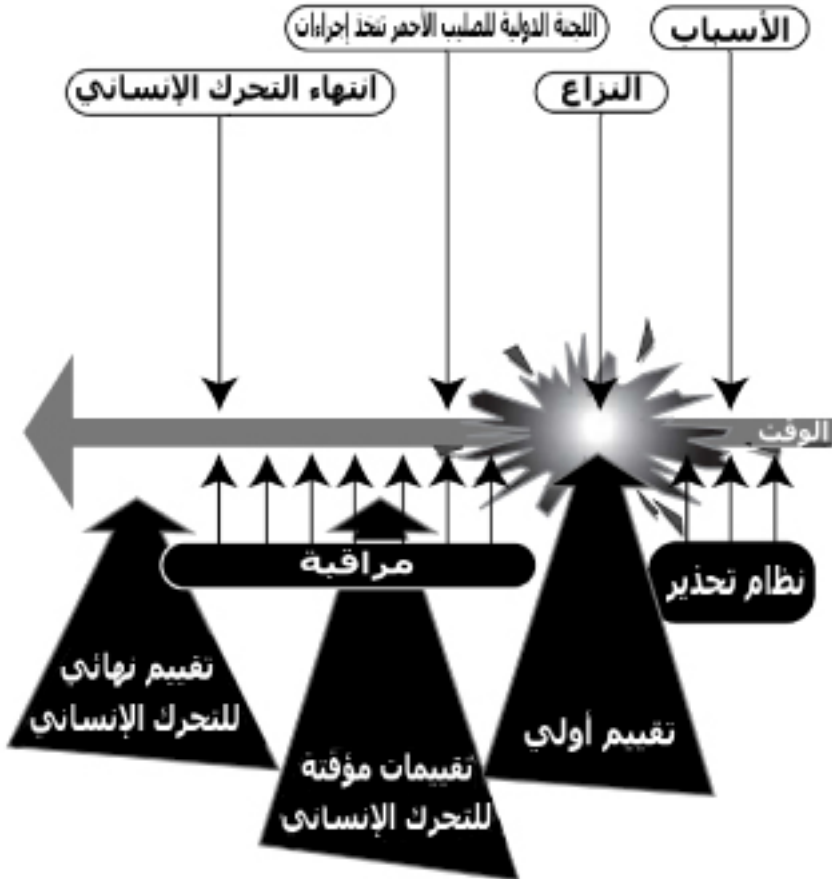 الأسباب
اللجنة الدولية للصليب الأحمر تتخذ إجراءات
النزاع
انتهاء التحرك الإنساني
الوقت
نظام تحذير
مراقبة
تقييم أولي
تقييمات مؤقتة
للتحرك الإنساني
تقييم نهائي
للتحرك الإنساني